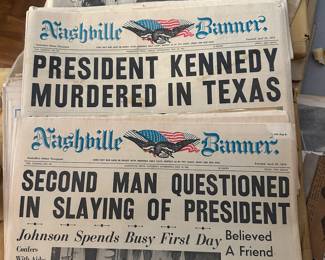 Nashville Banner.
PRESIDENT KENNEDY
MURDERED IN TEXAS
Nashville Banner.
SECOND MAN QUESTIONED
IN SLAYING OF PRESIDENT
Johnson Spends Busy First Day
Believed
A Friend
Confers